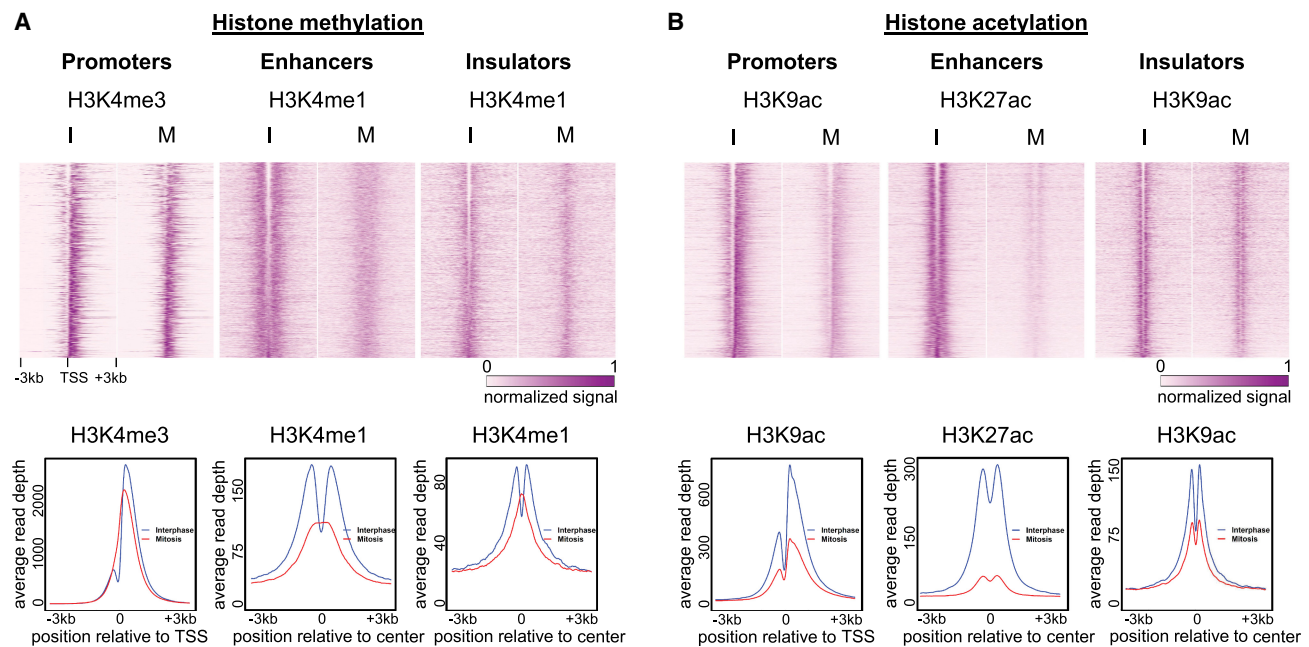 A
Histone methylation
Promoters Enhancers Insulators
H3K4me3 H3K4me1 H3K4me1
I M I M I M
-3kb TSS +3kb
0 1
normalized signal
H3K4me3 H3K4me1 H3K4me1
average read depth
0 1000 2000
Interphase
Mitosis
-3kb 0 +3kb
position relative to TSS
average read depth
0 75 150
Interphase
Mitosis
-3kb 0 +3kb
position relative to center
average read depth
0 40 80
Interphase
Mitosis
-3kb 0 +3kb
position relative to center
B
Histone acetylation
Promoters Enhancers Insulators
H3K9ac H3K27ac H3K9ac
I M I M I M
0 1
normalized signal
H3K9ac H3K27ac H3K9ac
average read depth
0 300 600
Interphase
Mitosis
-3kb 0 +3kb
position relative to TSS
average read depth
0 150 300
Interphase
Mitosis
-3kb 0 +3kb
position relative to center
average read depth
0 75 150
Interphase
Mitosis
-3kb 0 +3kb
position relative to center